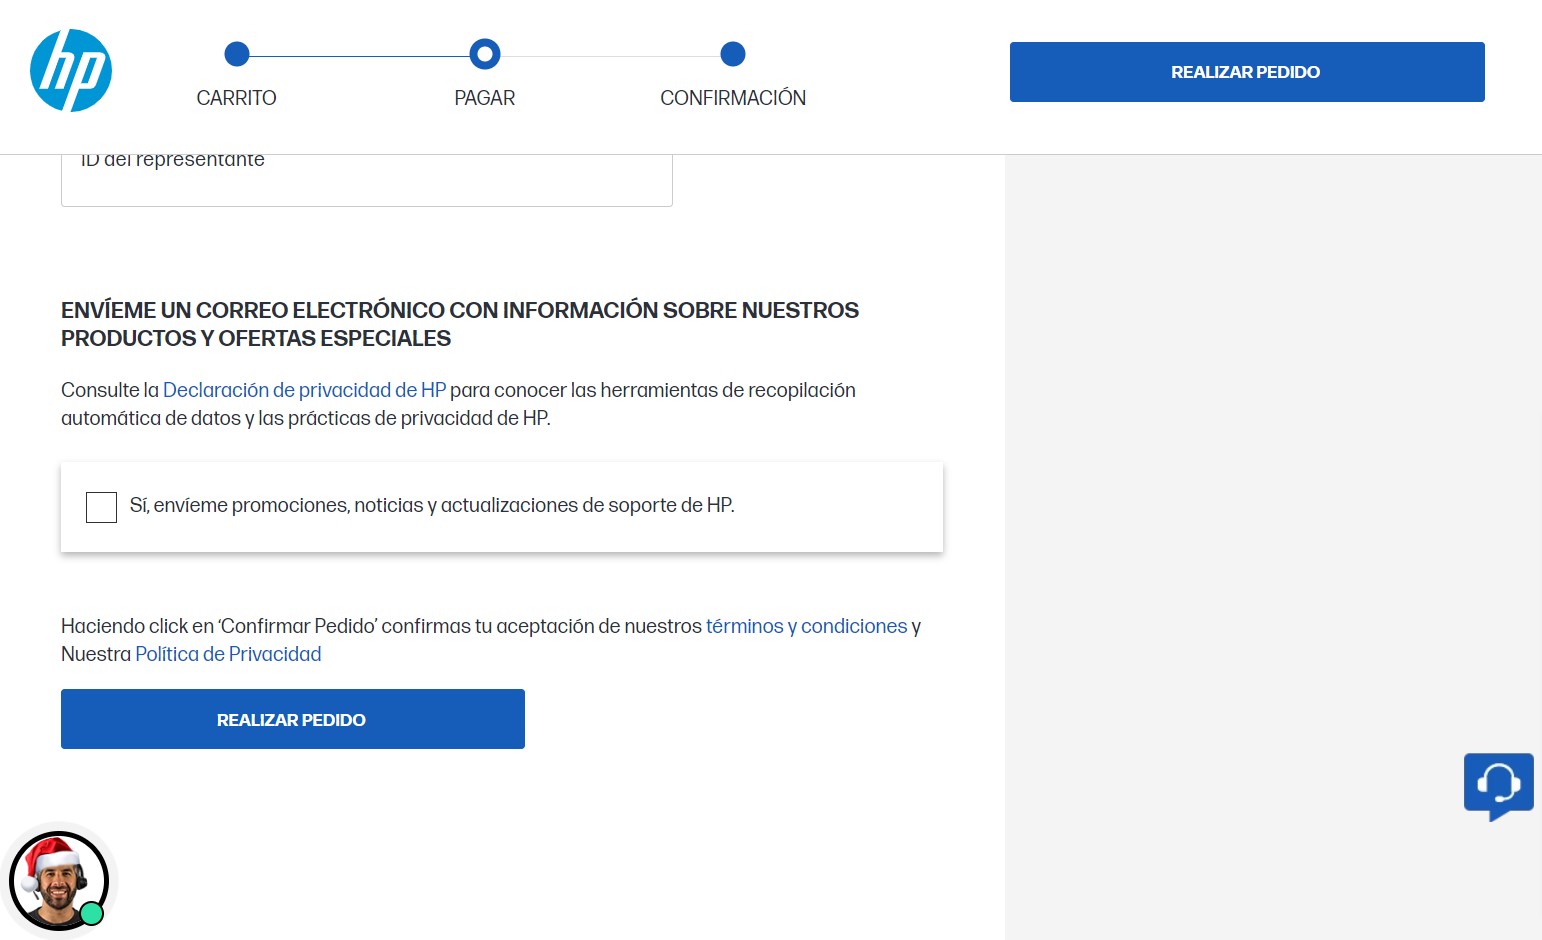 hp
CARRITO
PAGAR
CONFIRMACIÓN
REALIZAR PEDIDO
ID del representante
ENVÍEME UN CORREO ELECTRÓNICO CON INFORMACIÓN SOBRE NUESTROS
PRODUCTOS Y OFERTAS ESPECIALES
Consulte la Declaración de privacidad de HP para conocer las herramientas de recopilación
automática de datos y las prácticas de privacidad de HP.
Sí, envíeme promociones, noticias y actualizaciones de soporte de HP.
Haciendo click en ‘Confirmar Pedido’ confirmas tu aceptación de nuestros términos y condiciones y
Nuestra Política de Privacidad
REALIZAR PEDIDO